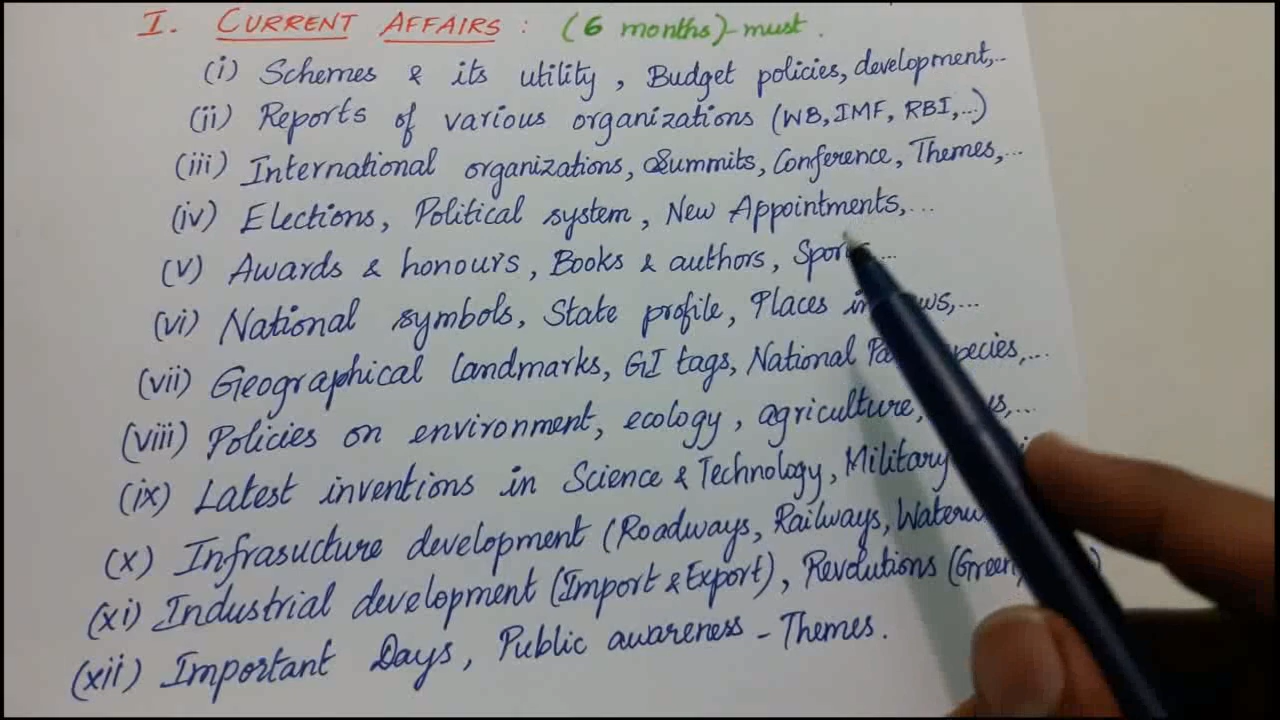 I. CURRENT AFFAIRS : (6 months)-must.
(i) Schemes & its utility, Budget policies, development,..
(ii) Reports of various organizations (WB, IMF, RBI,...)
(iii) International organizations, Summits, Conference, Themes,...
(iv) Elections, Political system, New Appointments,...
(v) Awards & honours, Books & authors, Sports,...
(vi) National symbols, State profile, Places in news,...
(vii) Geographical landmarks, GI tags, National species,...
(viii) Policies on environment, ecology, agriculture,
(ix) Latest inventions in Science & Technology, Military
(x) Infrasucture development (Roadways, Railways,
(xi) Industrial development (Import & Export), Revolutions (Green,
(xii) Important Days, Public awareness - Themes.